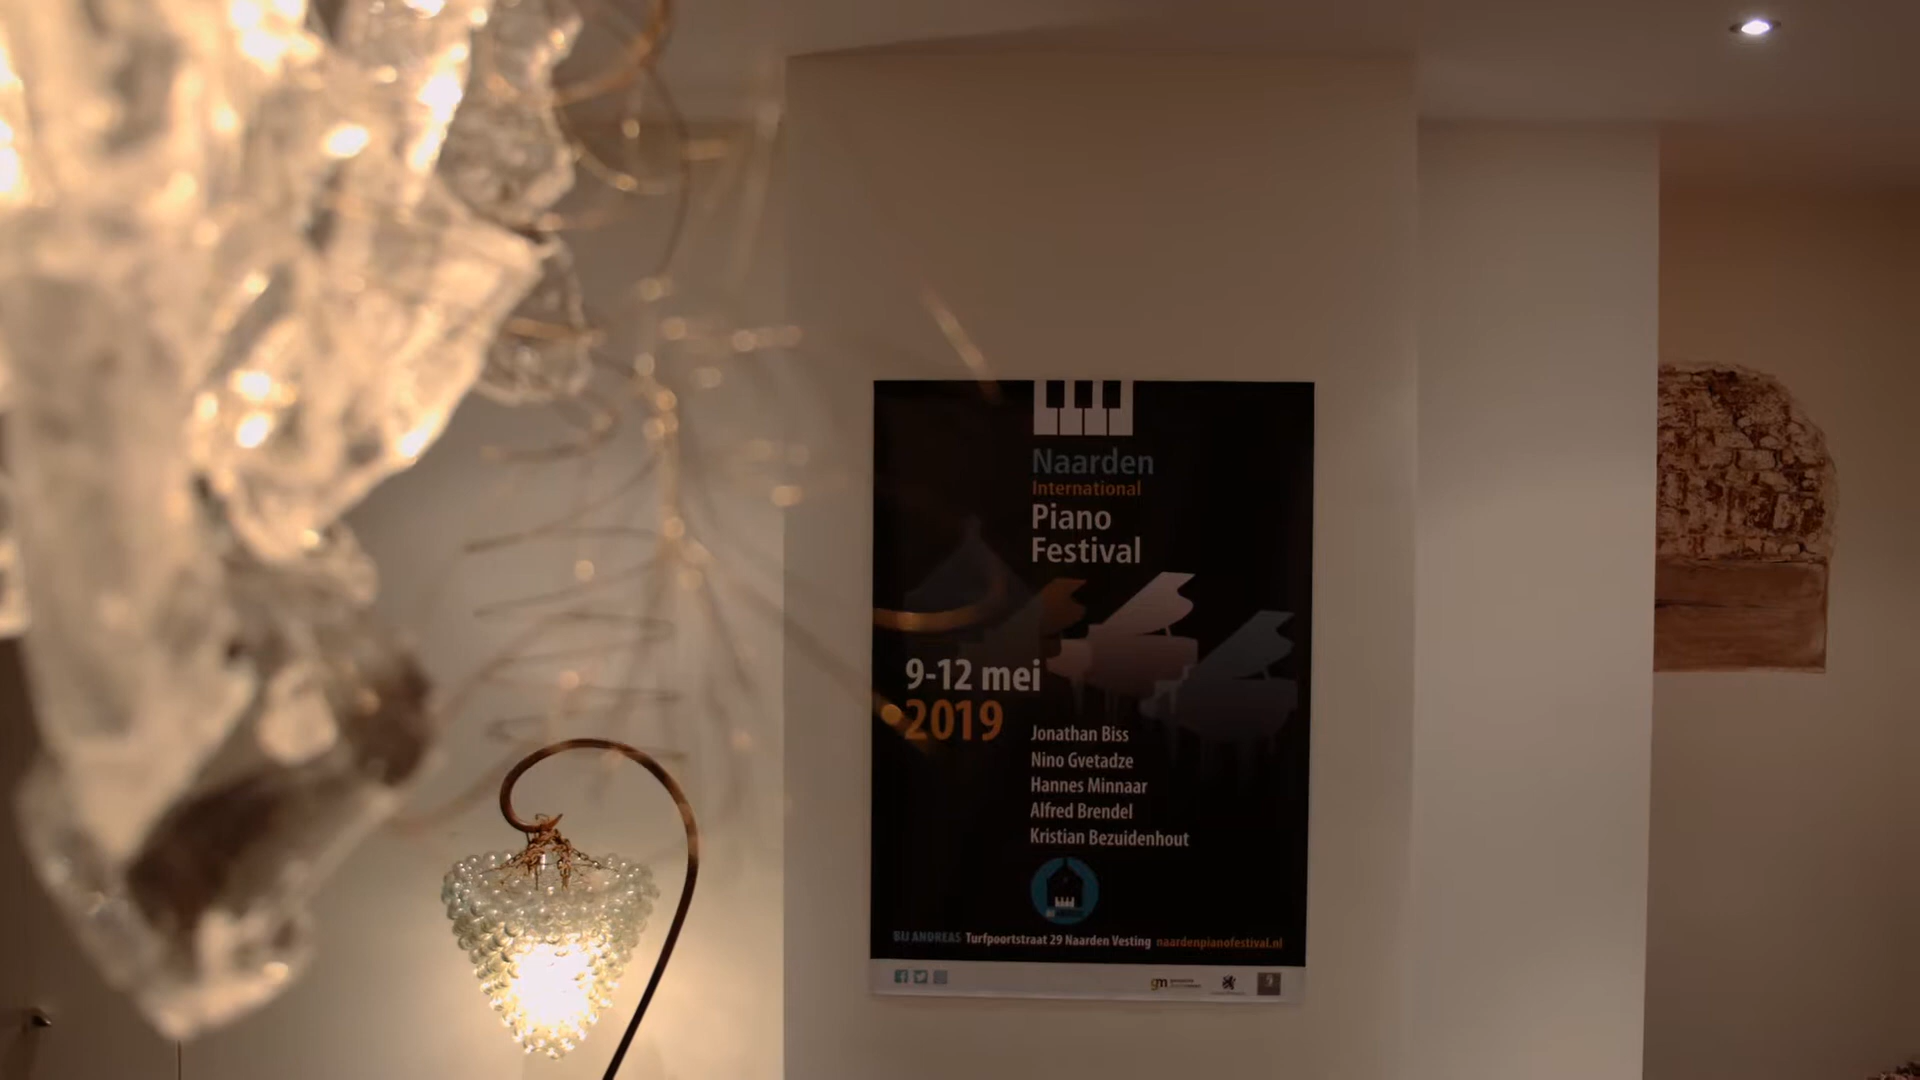 Naarden
International
Piano
Festival
9-12 mei
2019
Jonathan Biss
Nino Gvetadze
Hannes Minnaar
Alfred Brendel
Kristian Bezuidenhout
BIJ ANDREAS Turfpoortstraat 29 Naarden Vesting naardenpianofestival.nl
gm